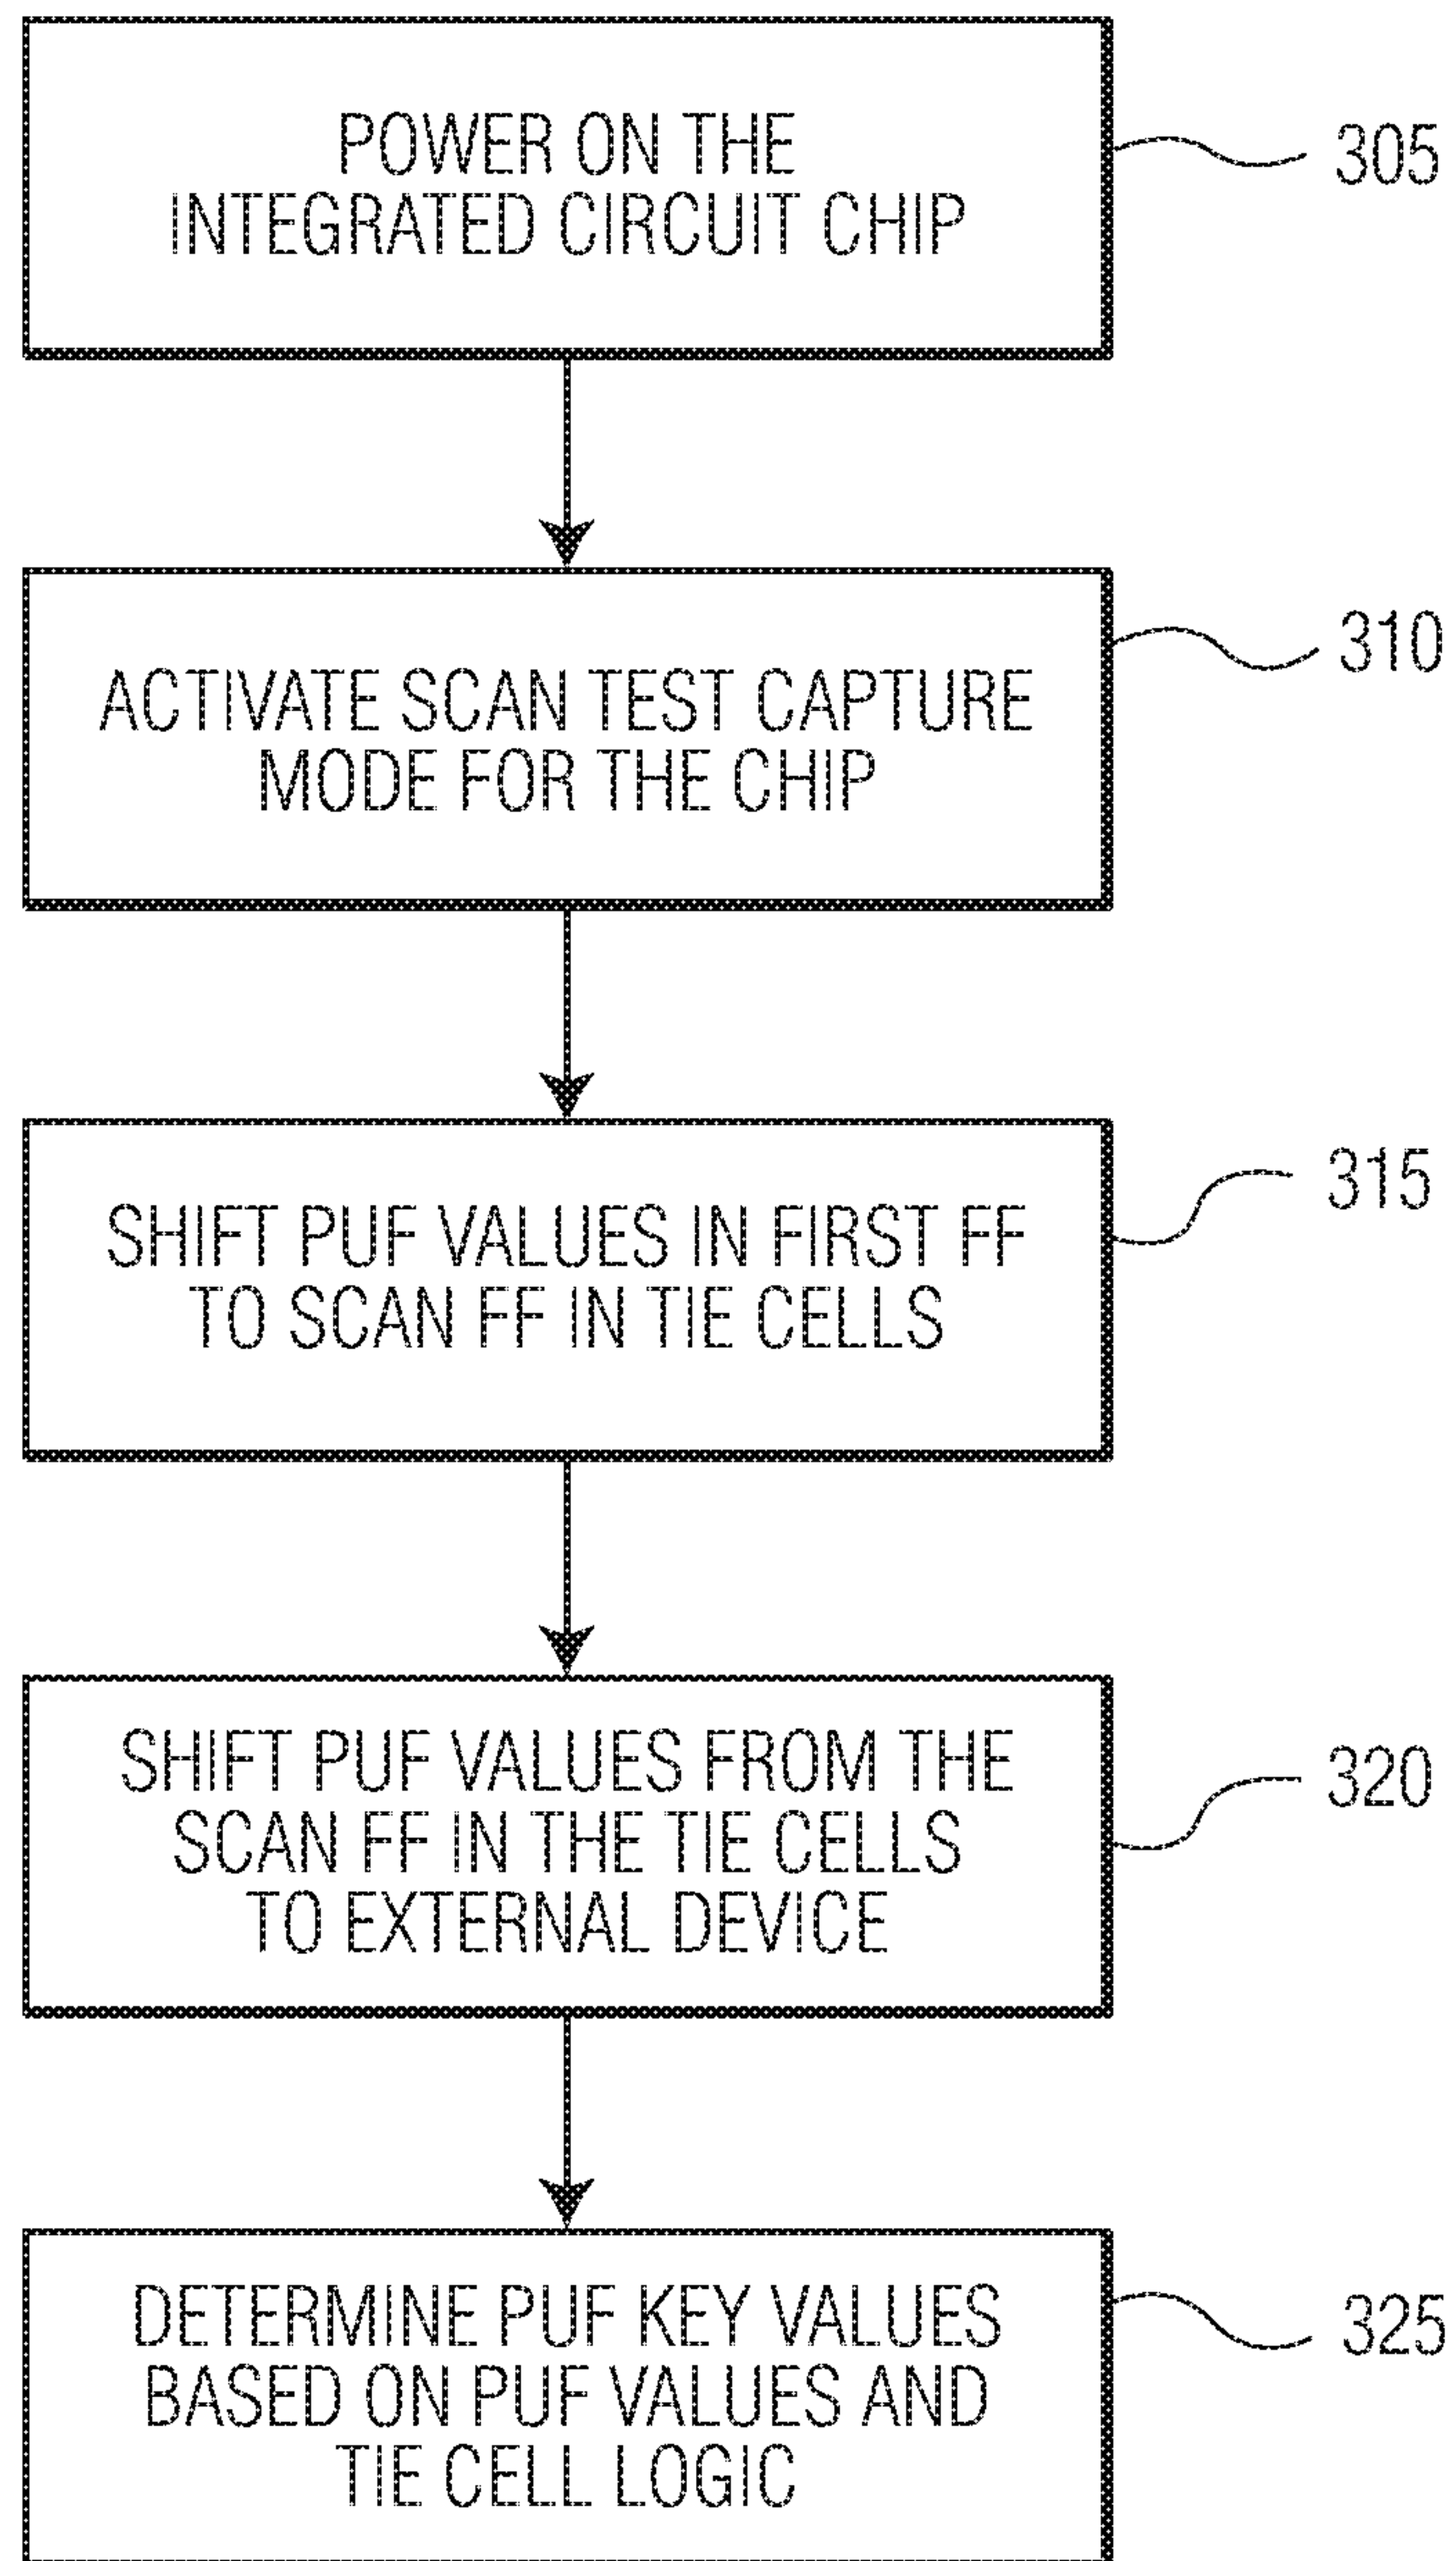 POWER ON THE
INTEGRATED CIRCUIT CHIP
305
ACTIVATE SCAN TEST CAPTURE
MODE FOR THE CHIP
310
SHIFT PUF VALUES IN FIRST FF
TO SCAN FF IN TIE CELLS
315
SHIFT PUF VALUES FROM THE
SCAN FF IN THE TIE CELLS
TO EXTERNAL DEVICE
320
DETERMINE PUF KEY VALUES
BASED ON PUF VALUES AND
TIE CELL LOGIC
325